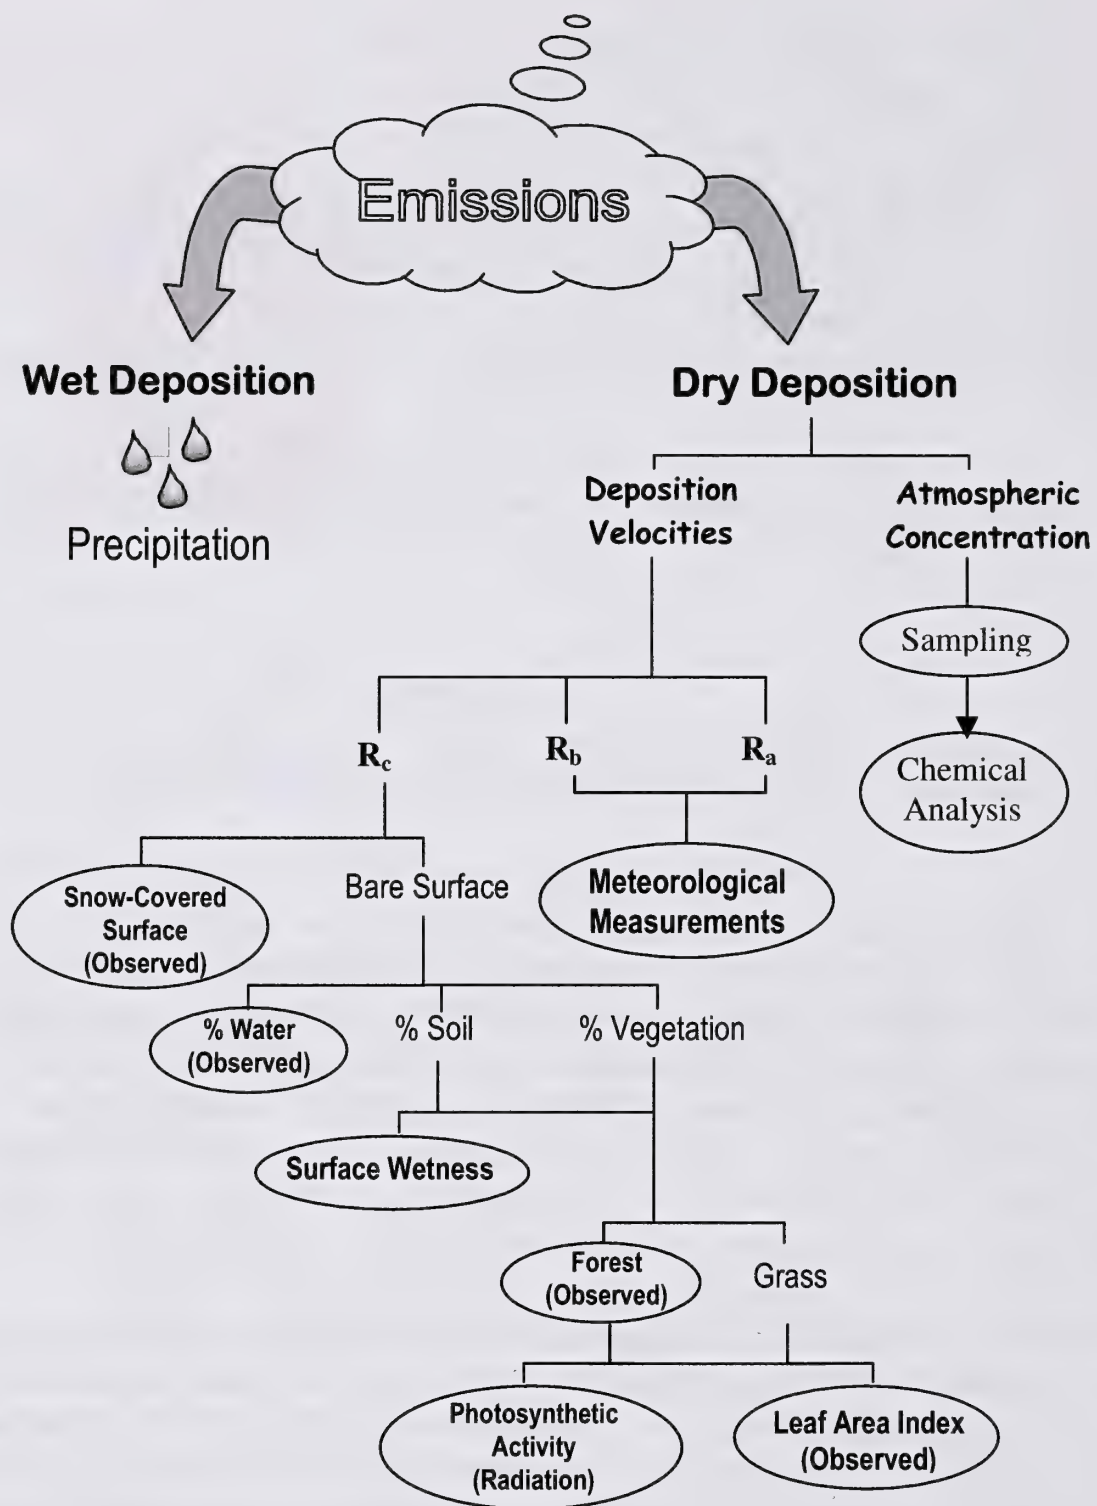 Emissions
Wet Deposition
Precipitation
Dry Deposition
Deposition
Velocities
Atmospheric
Concentration
Sampling
Chemical
Analysis
Rc
Rb
Ra
Snow-Covered
Surface
(Observed)
Bare Surface
Meteorological
Measurements
% Water
(Observed)
% Soil
% Vegetation
Surface Wetness
Forest
(Observed)
Grass
Photosynthetic
Activity
(Radiation)
Leaf Area Index
(Observed)